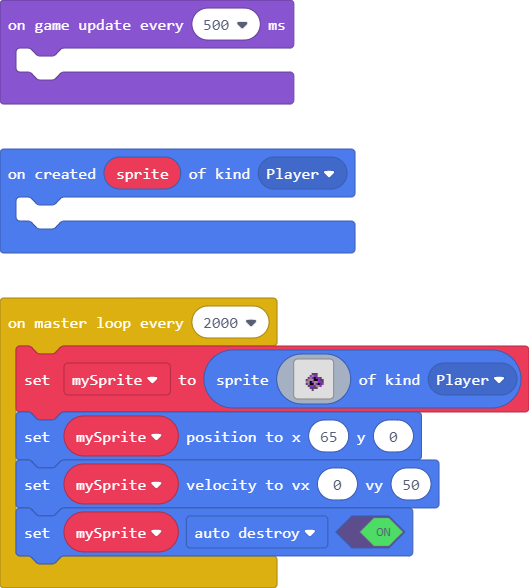 on game update every 500 ms
on created sprite of kind Player
on master loop every 2000
set mySprite to sprite of kind Player
set mySprite position to x 65 y 0
set mySprite velocity to vx 0 vy 50
set mySprite auto destroy ON